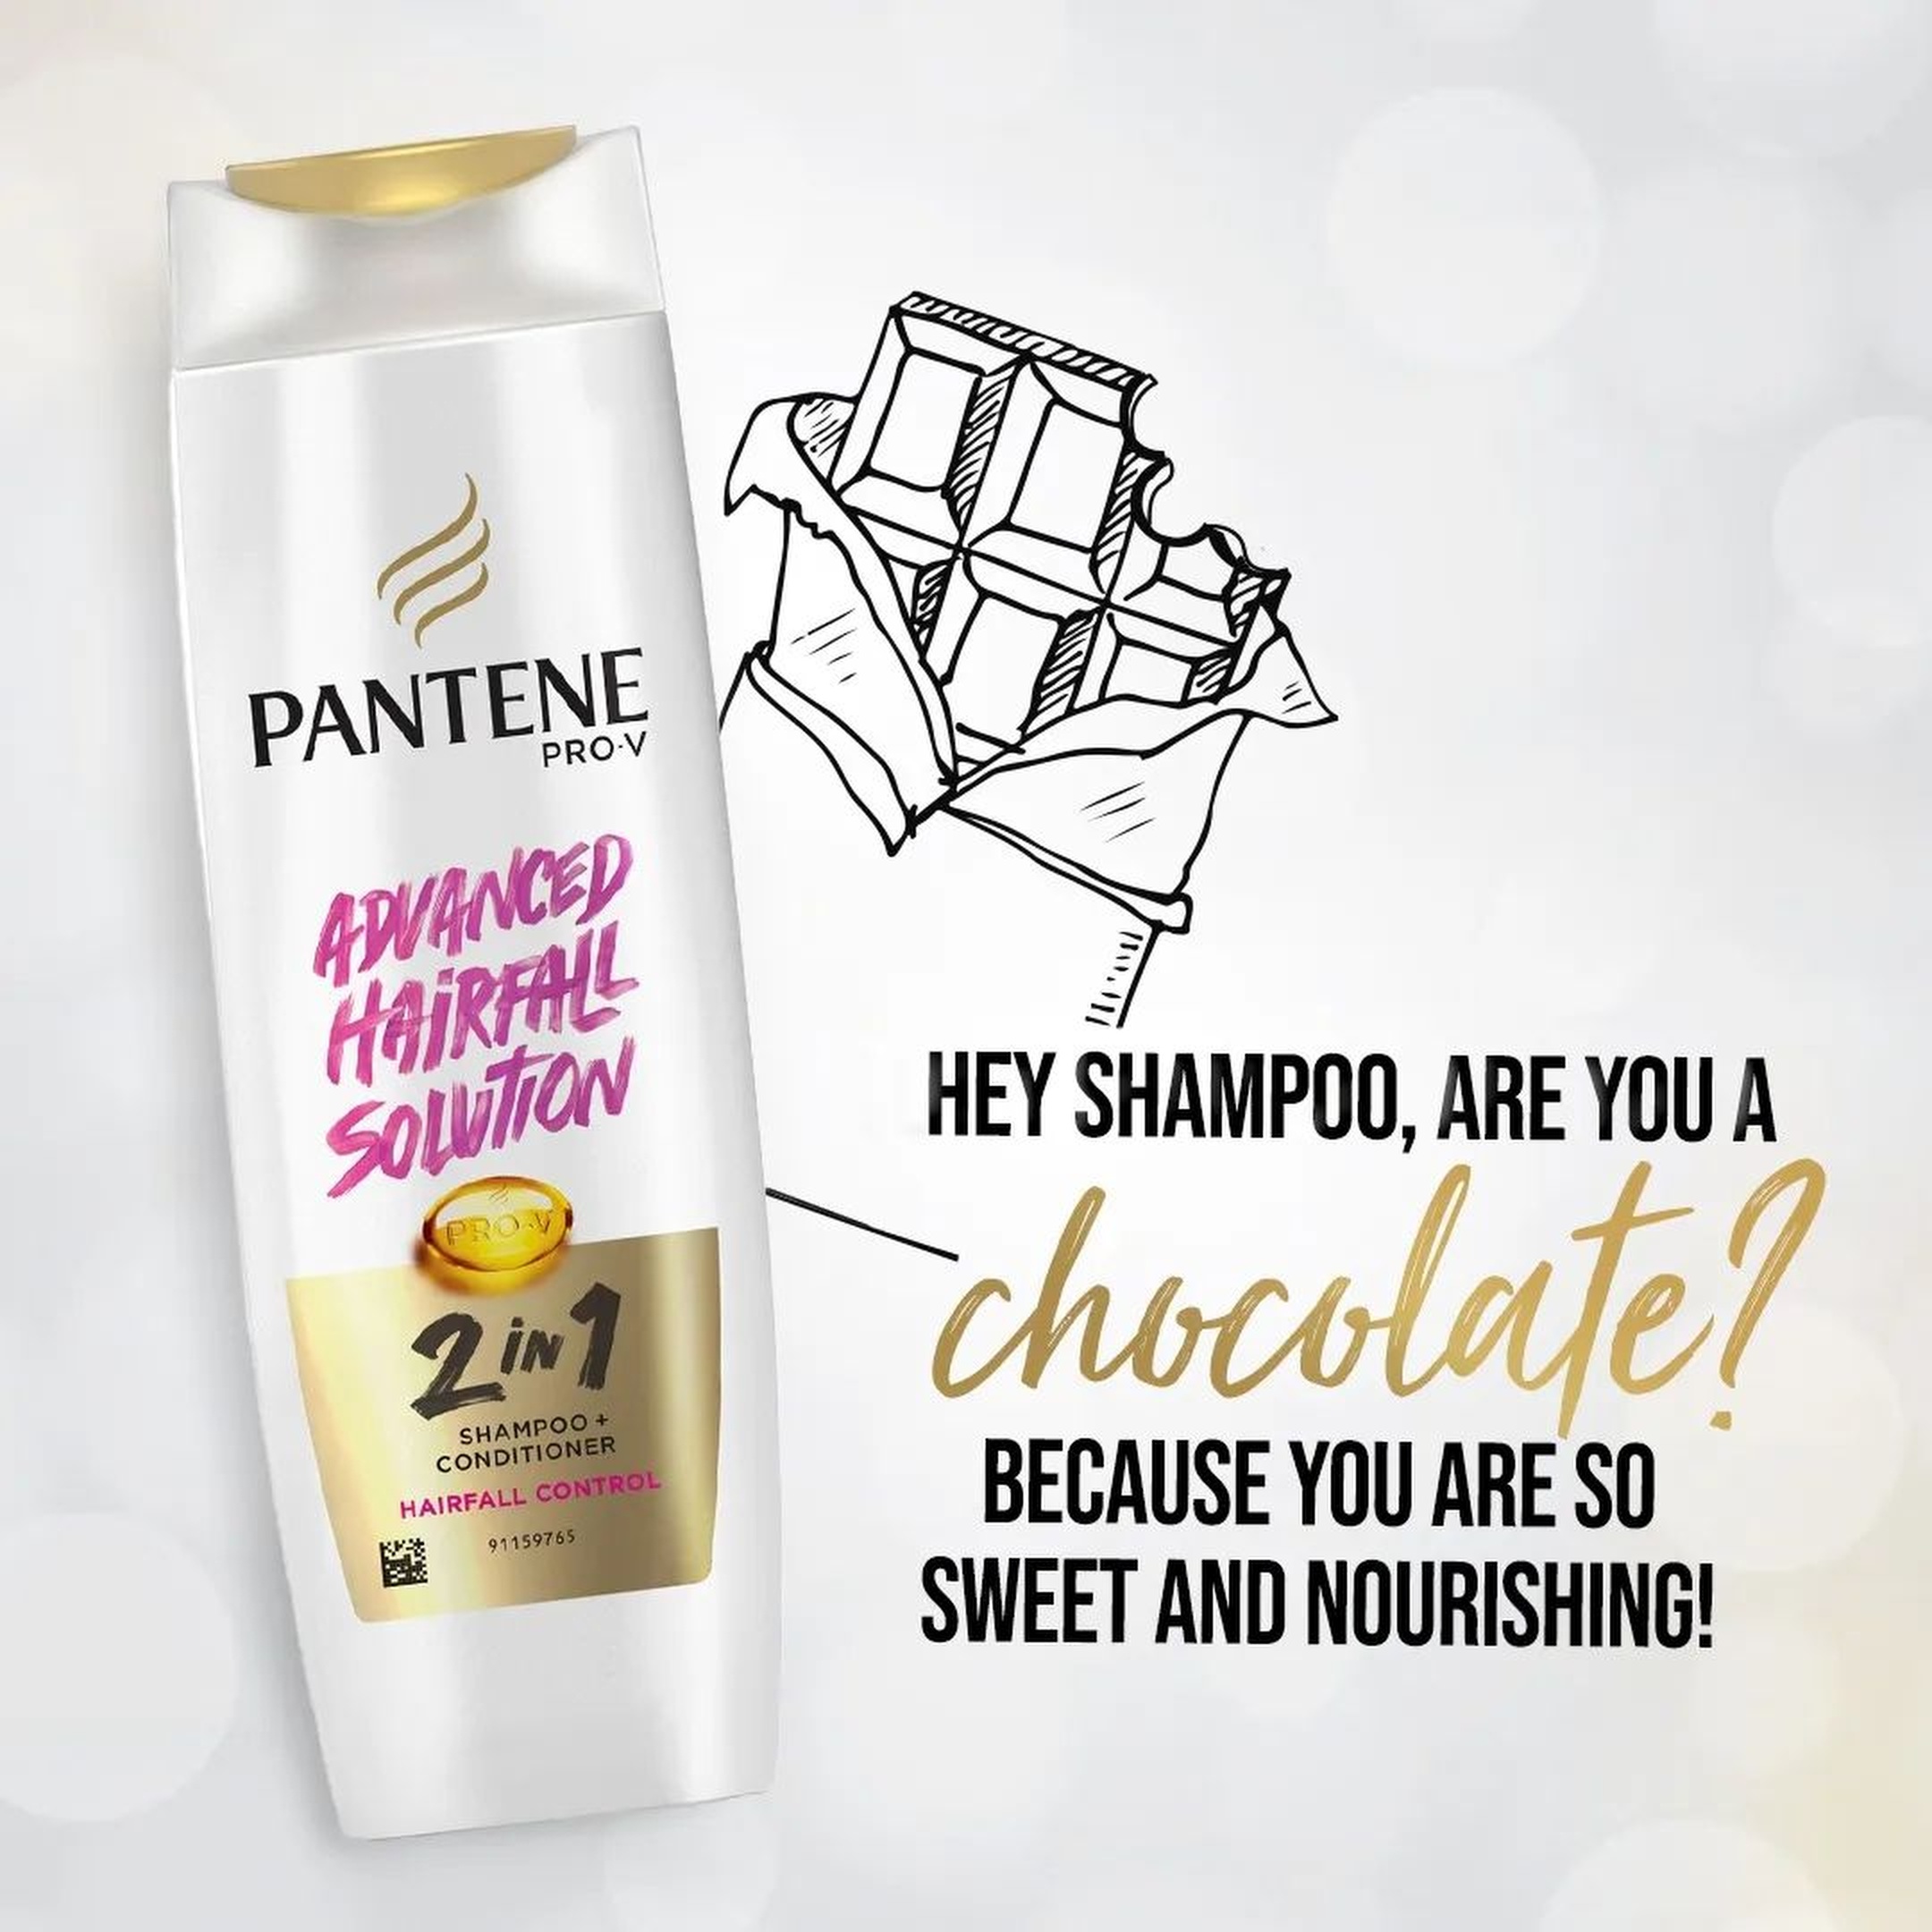 PANTENE
PRO-V
ADVANCED
HAIRFALL
SOLUTION
PRO-V
2 in 1
SHAMPOO +
CONDITIONER
HAIRFALL CONTROL
91159765
HEY SHAMPOO, ARE YOU A
chocolate?
BECAUSE YOU ARE SO
SWEET AND NOURISHING!